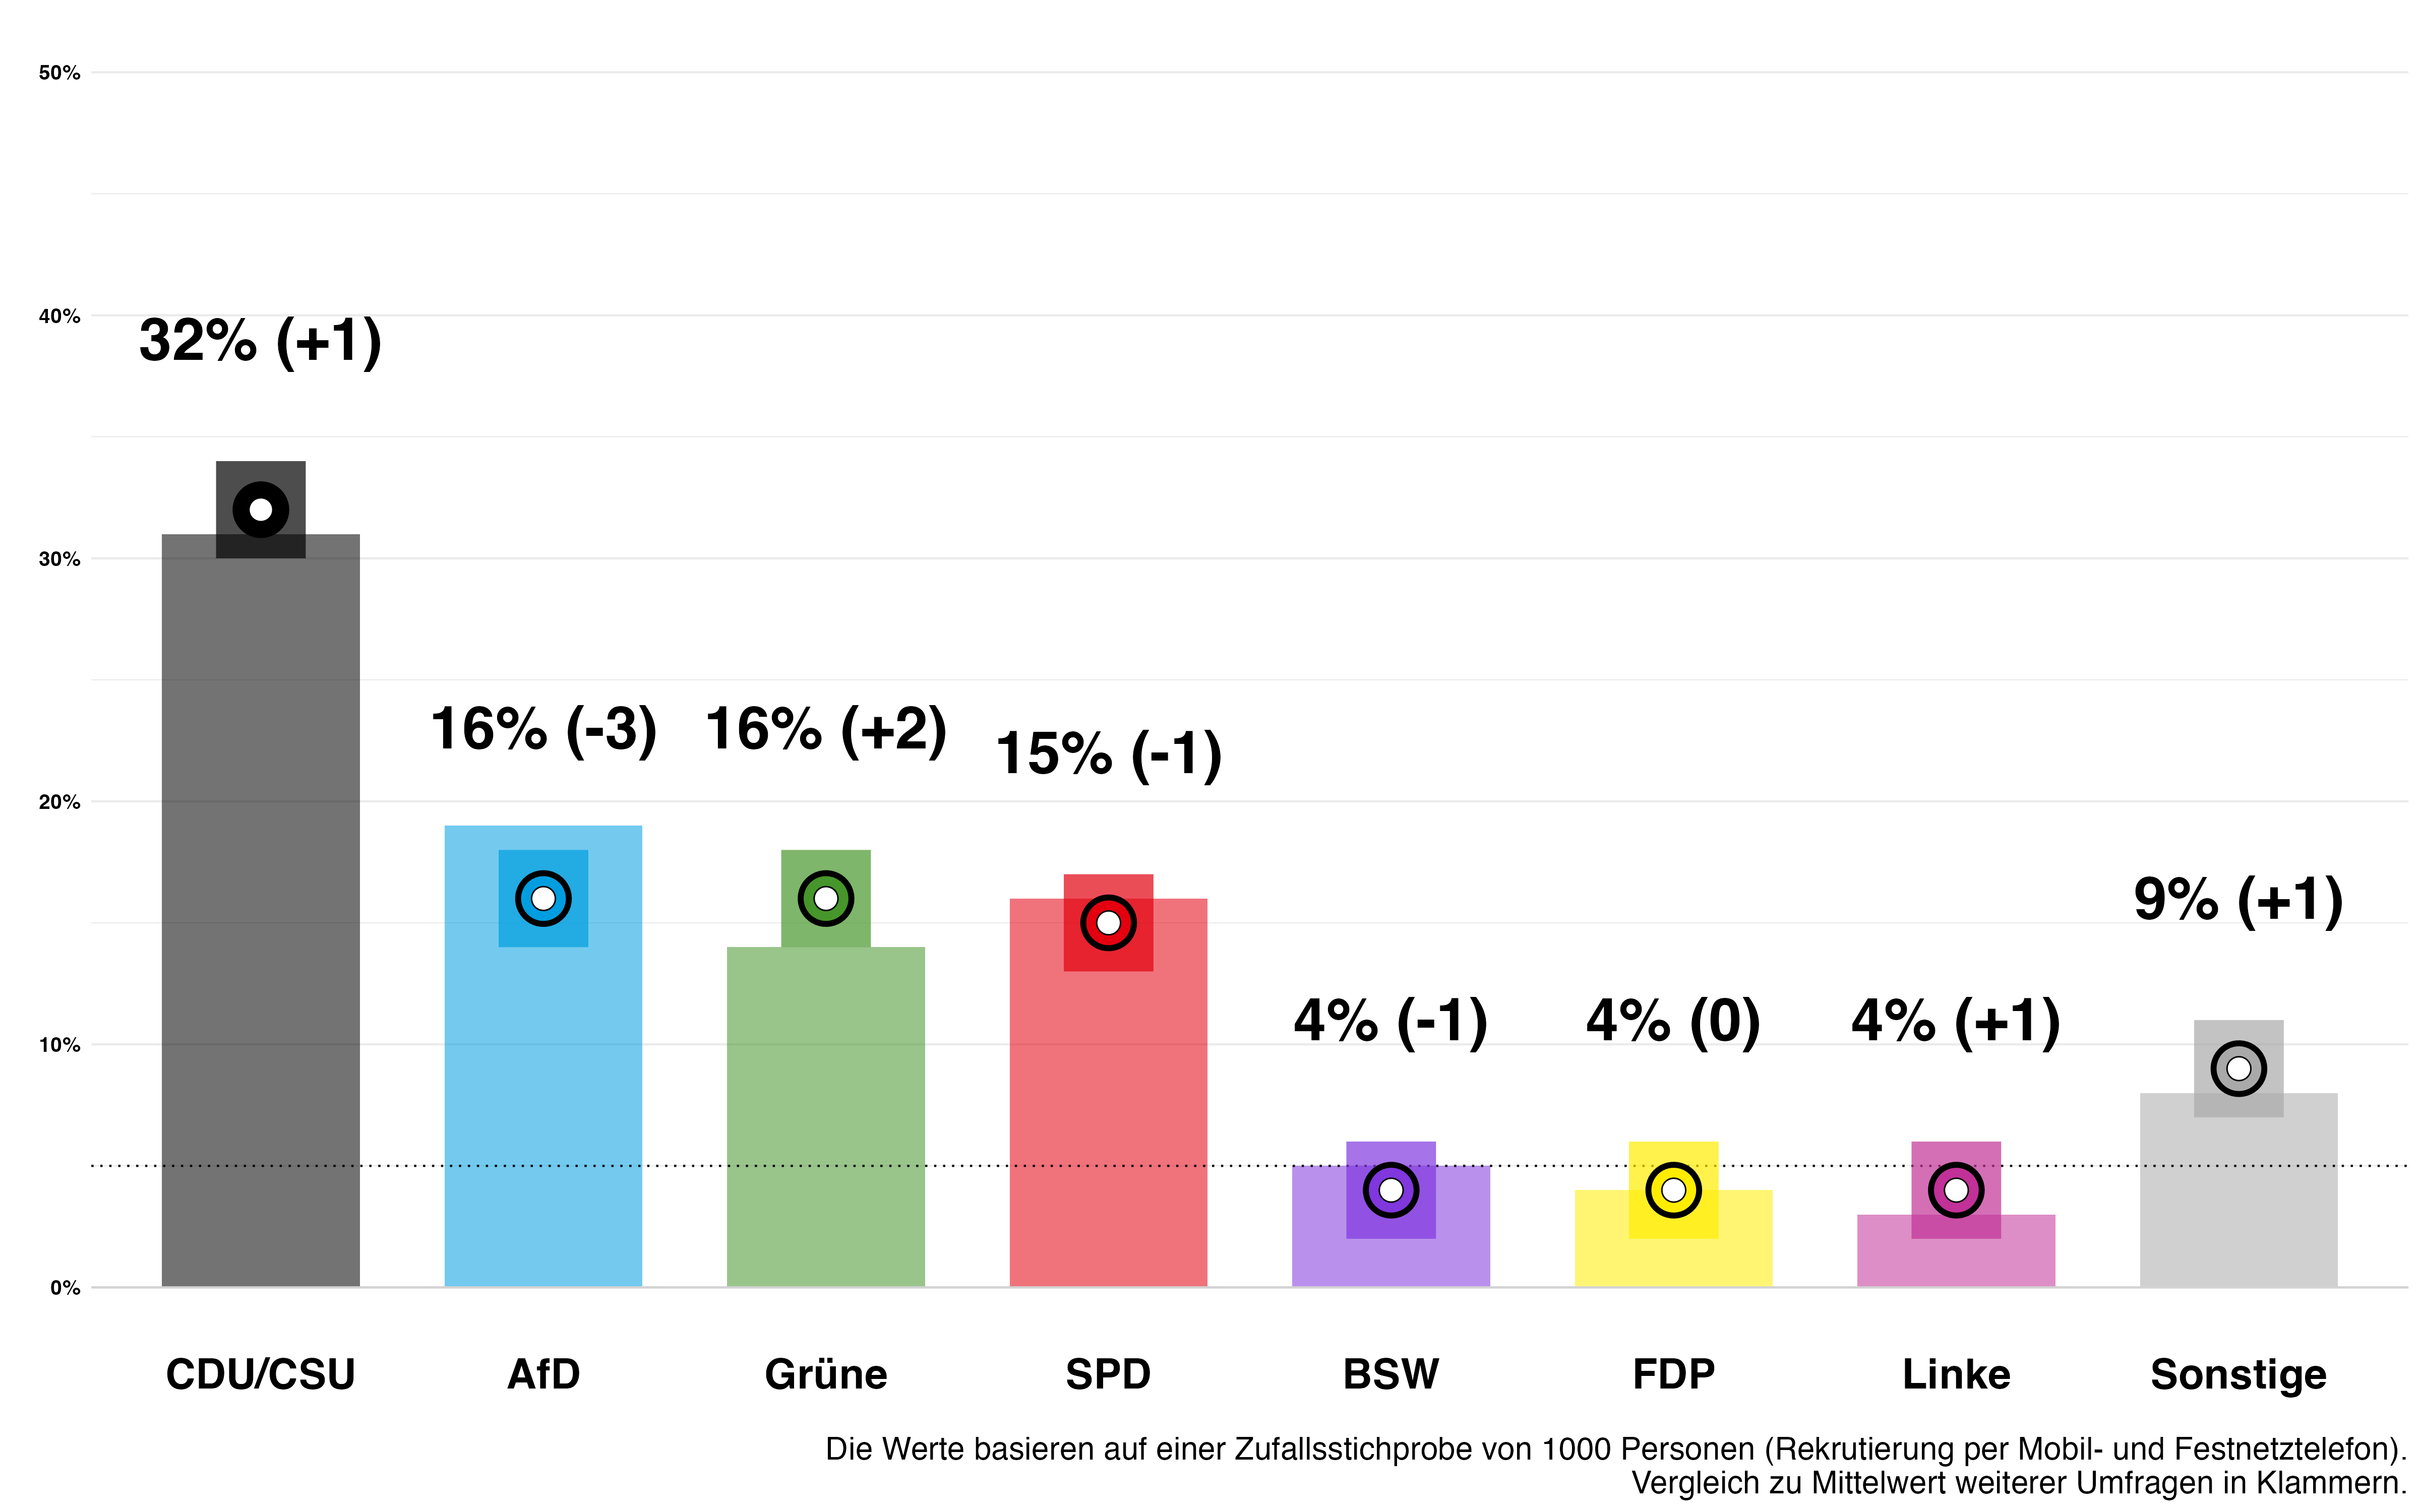 50%
40%
32% (+1)
30%
16% (-3)
16% (+2)
15% (-1)
20%
9% (+1)
4% (-1)
4% (0)
4% (+1)
10%
0%
CDU/CSU
AfD
Grüne
SPD
BSW
FDP
Linke
Sonstige
Die Werte basieren auf einer Zufallsstichprobe von 1000 Personen (Rekrutierung per Mobil- und Festnetztelefon).
Vergleich zu Mittelwert weiterer Umfragen in Klammern.